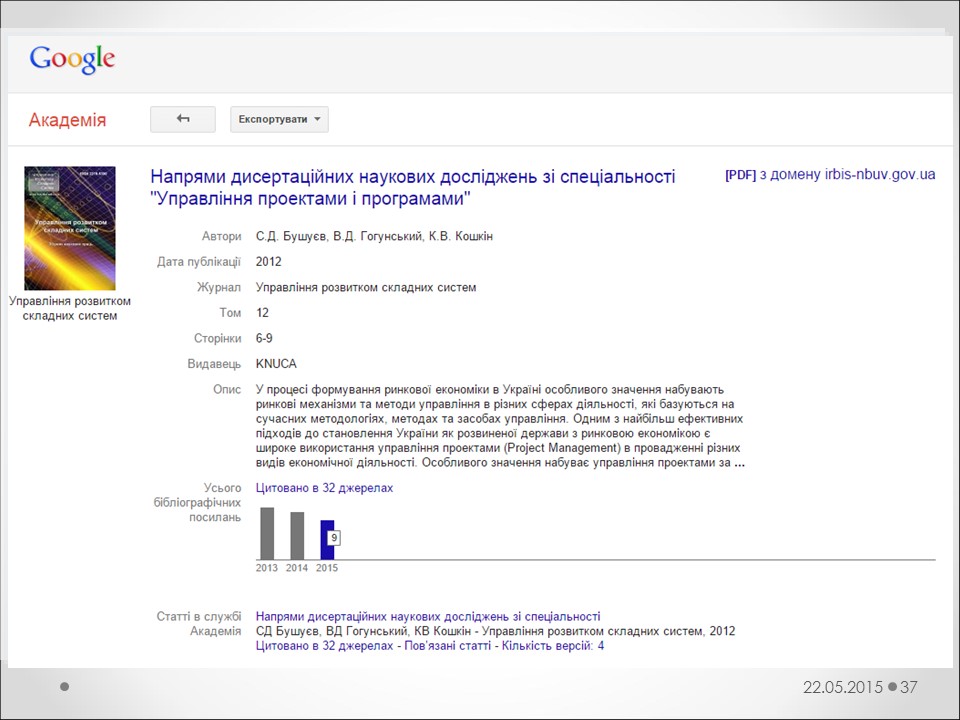 Google
Академія
Експортувати
Управління розвитком
складних систем
Управління розвитком
складних систем
Напрями дисертаційних наукових досліджень зі спеціальності
"Управління проектами і програмами"
[PDF] з домену irbis-nbuv.gov.ua
Автори С.Д. Бушуєв, В.Д. Гогунський, К.В. Кошкін
Дата публікації 2012
Журнал Управління розвитком складних систем
Том 12
Сторінки 6-9
Видавець KNUCA
Опис У процесі формування ринкової економіки в Україні особливого значення набувають
ринкові механізми та методи управління в різних сферах діяльності, які базуються на
сучасних методологіях, методах та засобах управління. Одним з найбільш ефективних
підходів до становлення України як розвиненої держави з ринковою економікою є
широке використання управління проектами (Project Management) в провадженні різних
видів економічної діяльності. Особливого значення набуває управління проектами за ...
Усього Цитовано в 32 джерелах
бібліографічних
посилань
9
2013 2014 2015
Статті в службі Напрями дисертаційних наукових досліджень зі спеціальності
Академія СД Бушуєв, ВД Гогунський, КВ Кошкін - Управління розвитком складних систем, 2012
Цитовано в 32 джерелах - Пов'язані статті - Кількість версій: 4
22.05.2015 37